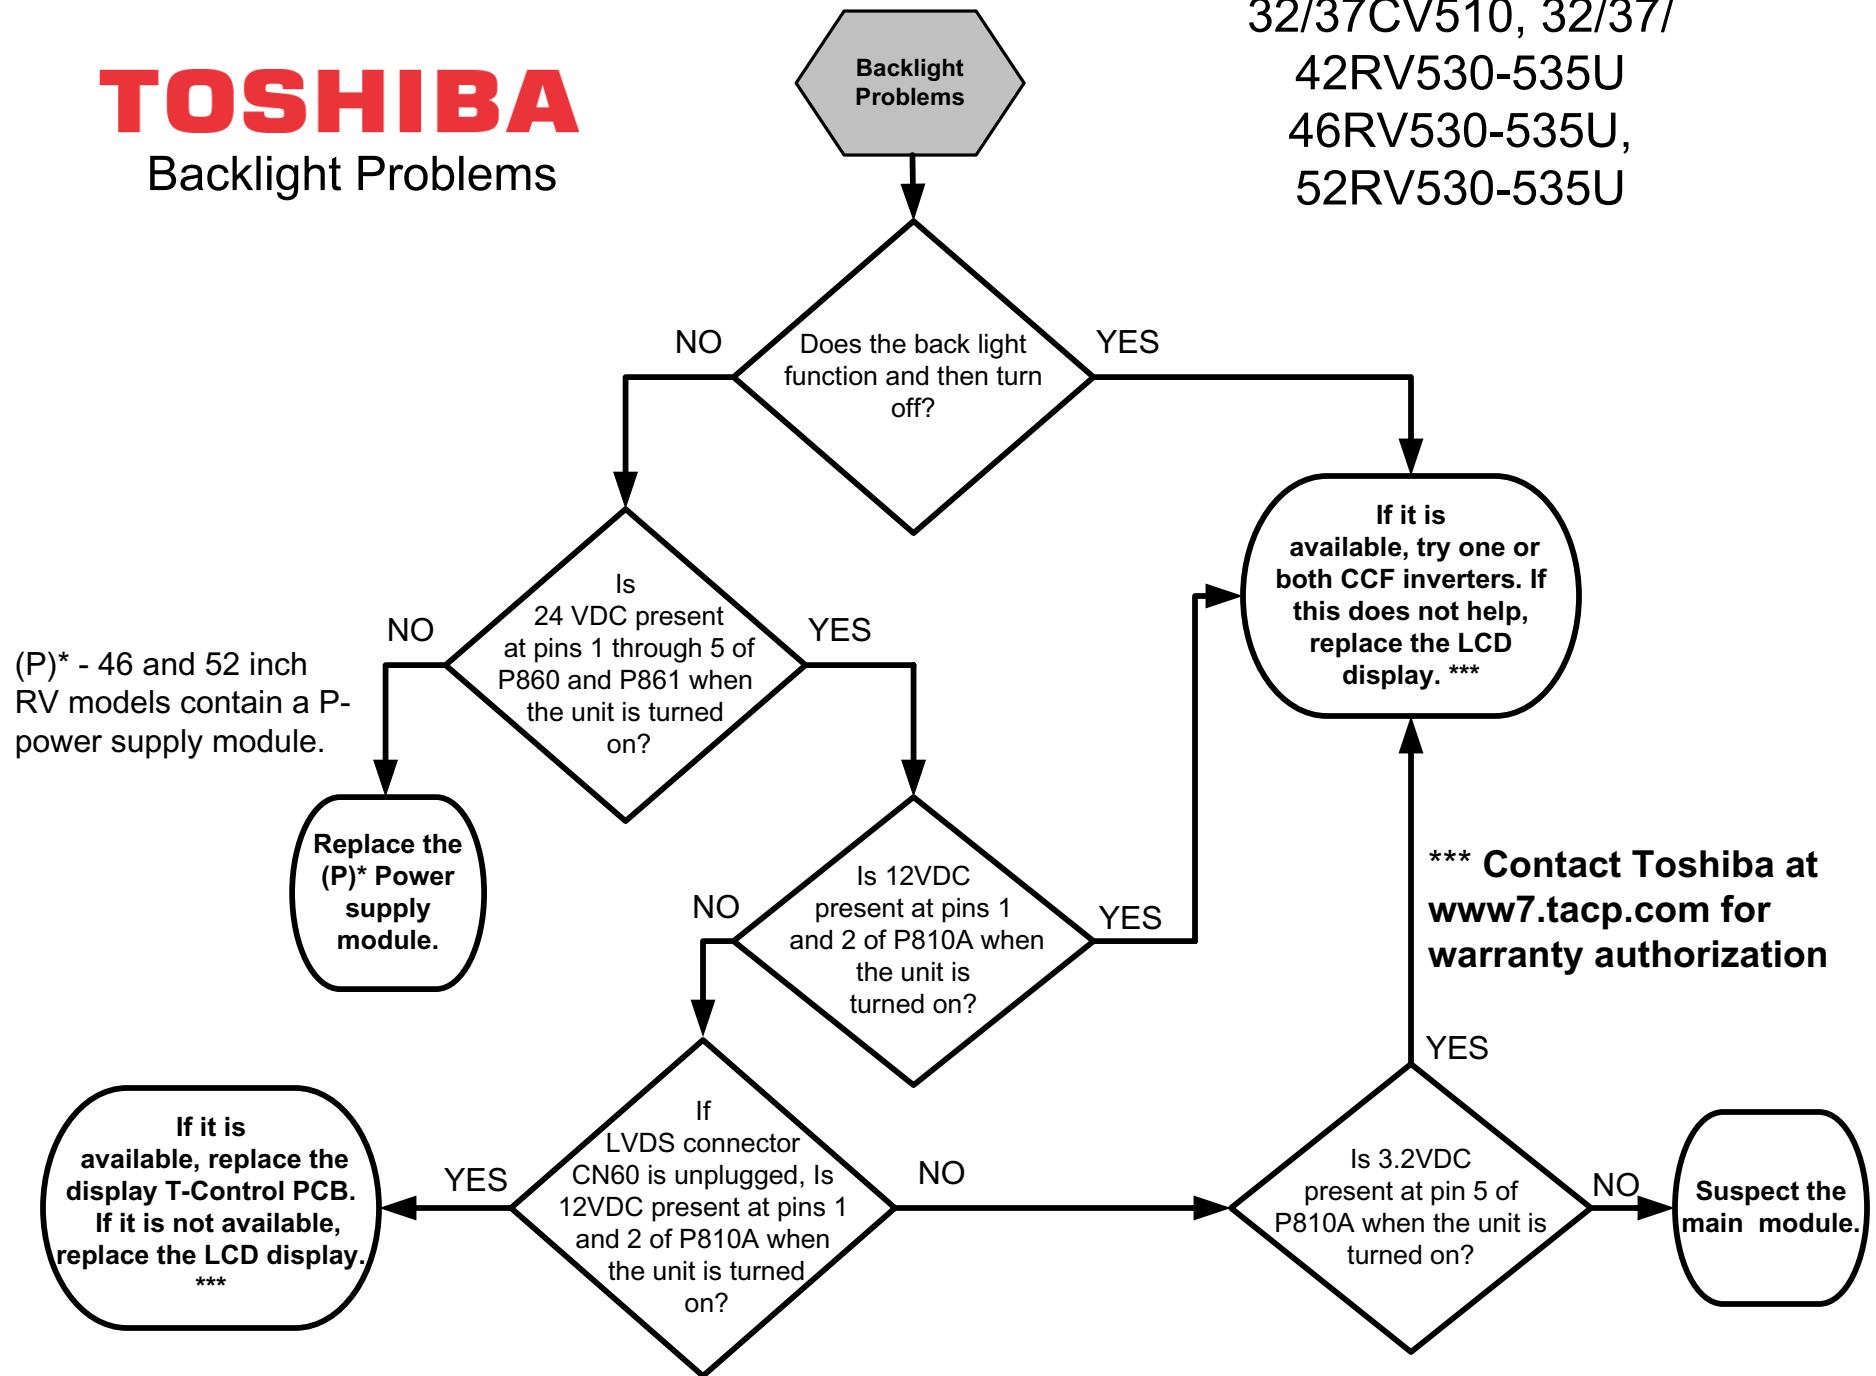 TOSHIBA
Backlight Problems
32/37CV510, 32/37/
42RV530-535U
46RV530-535U,
52RV530-535U
Backlight
Problems
Does the back light
function and then turn
off?
NO
YES
Is
24 VDC present
at pins 1 through 5 of
P860 and P861 when
the unit is turned
on?
NO
YES
(P)* - 46 and 52 inch
RV models contain a P-
power supply module.
Replace the
(P)* Power
supply
module.
If it is
available, try one or
both CCF inverters. If
this does not help,
replace the LCD
display. ***
Is 12VDC
present at pins 1
and 2 of P810A when
the unit is
turned on?
NO
YES
*** Contact Toshiba at
www7.tacp.com for
warranty authorization
If
LVDS connector
CN60 is unplugged, Is
12VDC present at pins 1
and 2 of P810A when
the unit is turned
on?
YES
NO
If it is
available, replace the
display T-Control PCB.
If it is not available,
replace the LCD display.
***
Is 3.2VDC
present at pin 5 of
P810A when the unit is
turned on?
YES
NO
Suspect the
main module.